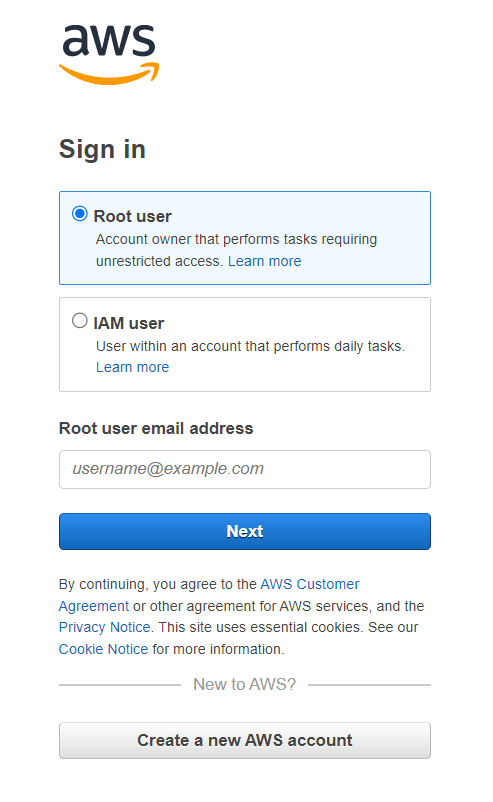 aws
Sign in
Root user
Account owner that performs tasks requiring
unrestricted access. Learn more
IAM user
User within an account that performs daily tasks.
Learn more
Root user email address
username@example.com
Next
By continuing, you agree to the AWS Customer
Agreement or other agreement for AWS services, and the
Privacy Notice. This site uses essential cookies. See our
Cookie Notice for more information.
New to AWS?
Create a new AWS account